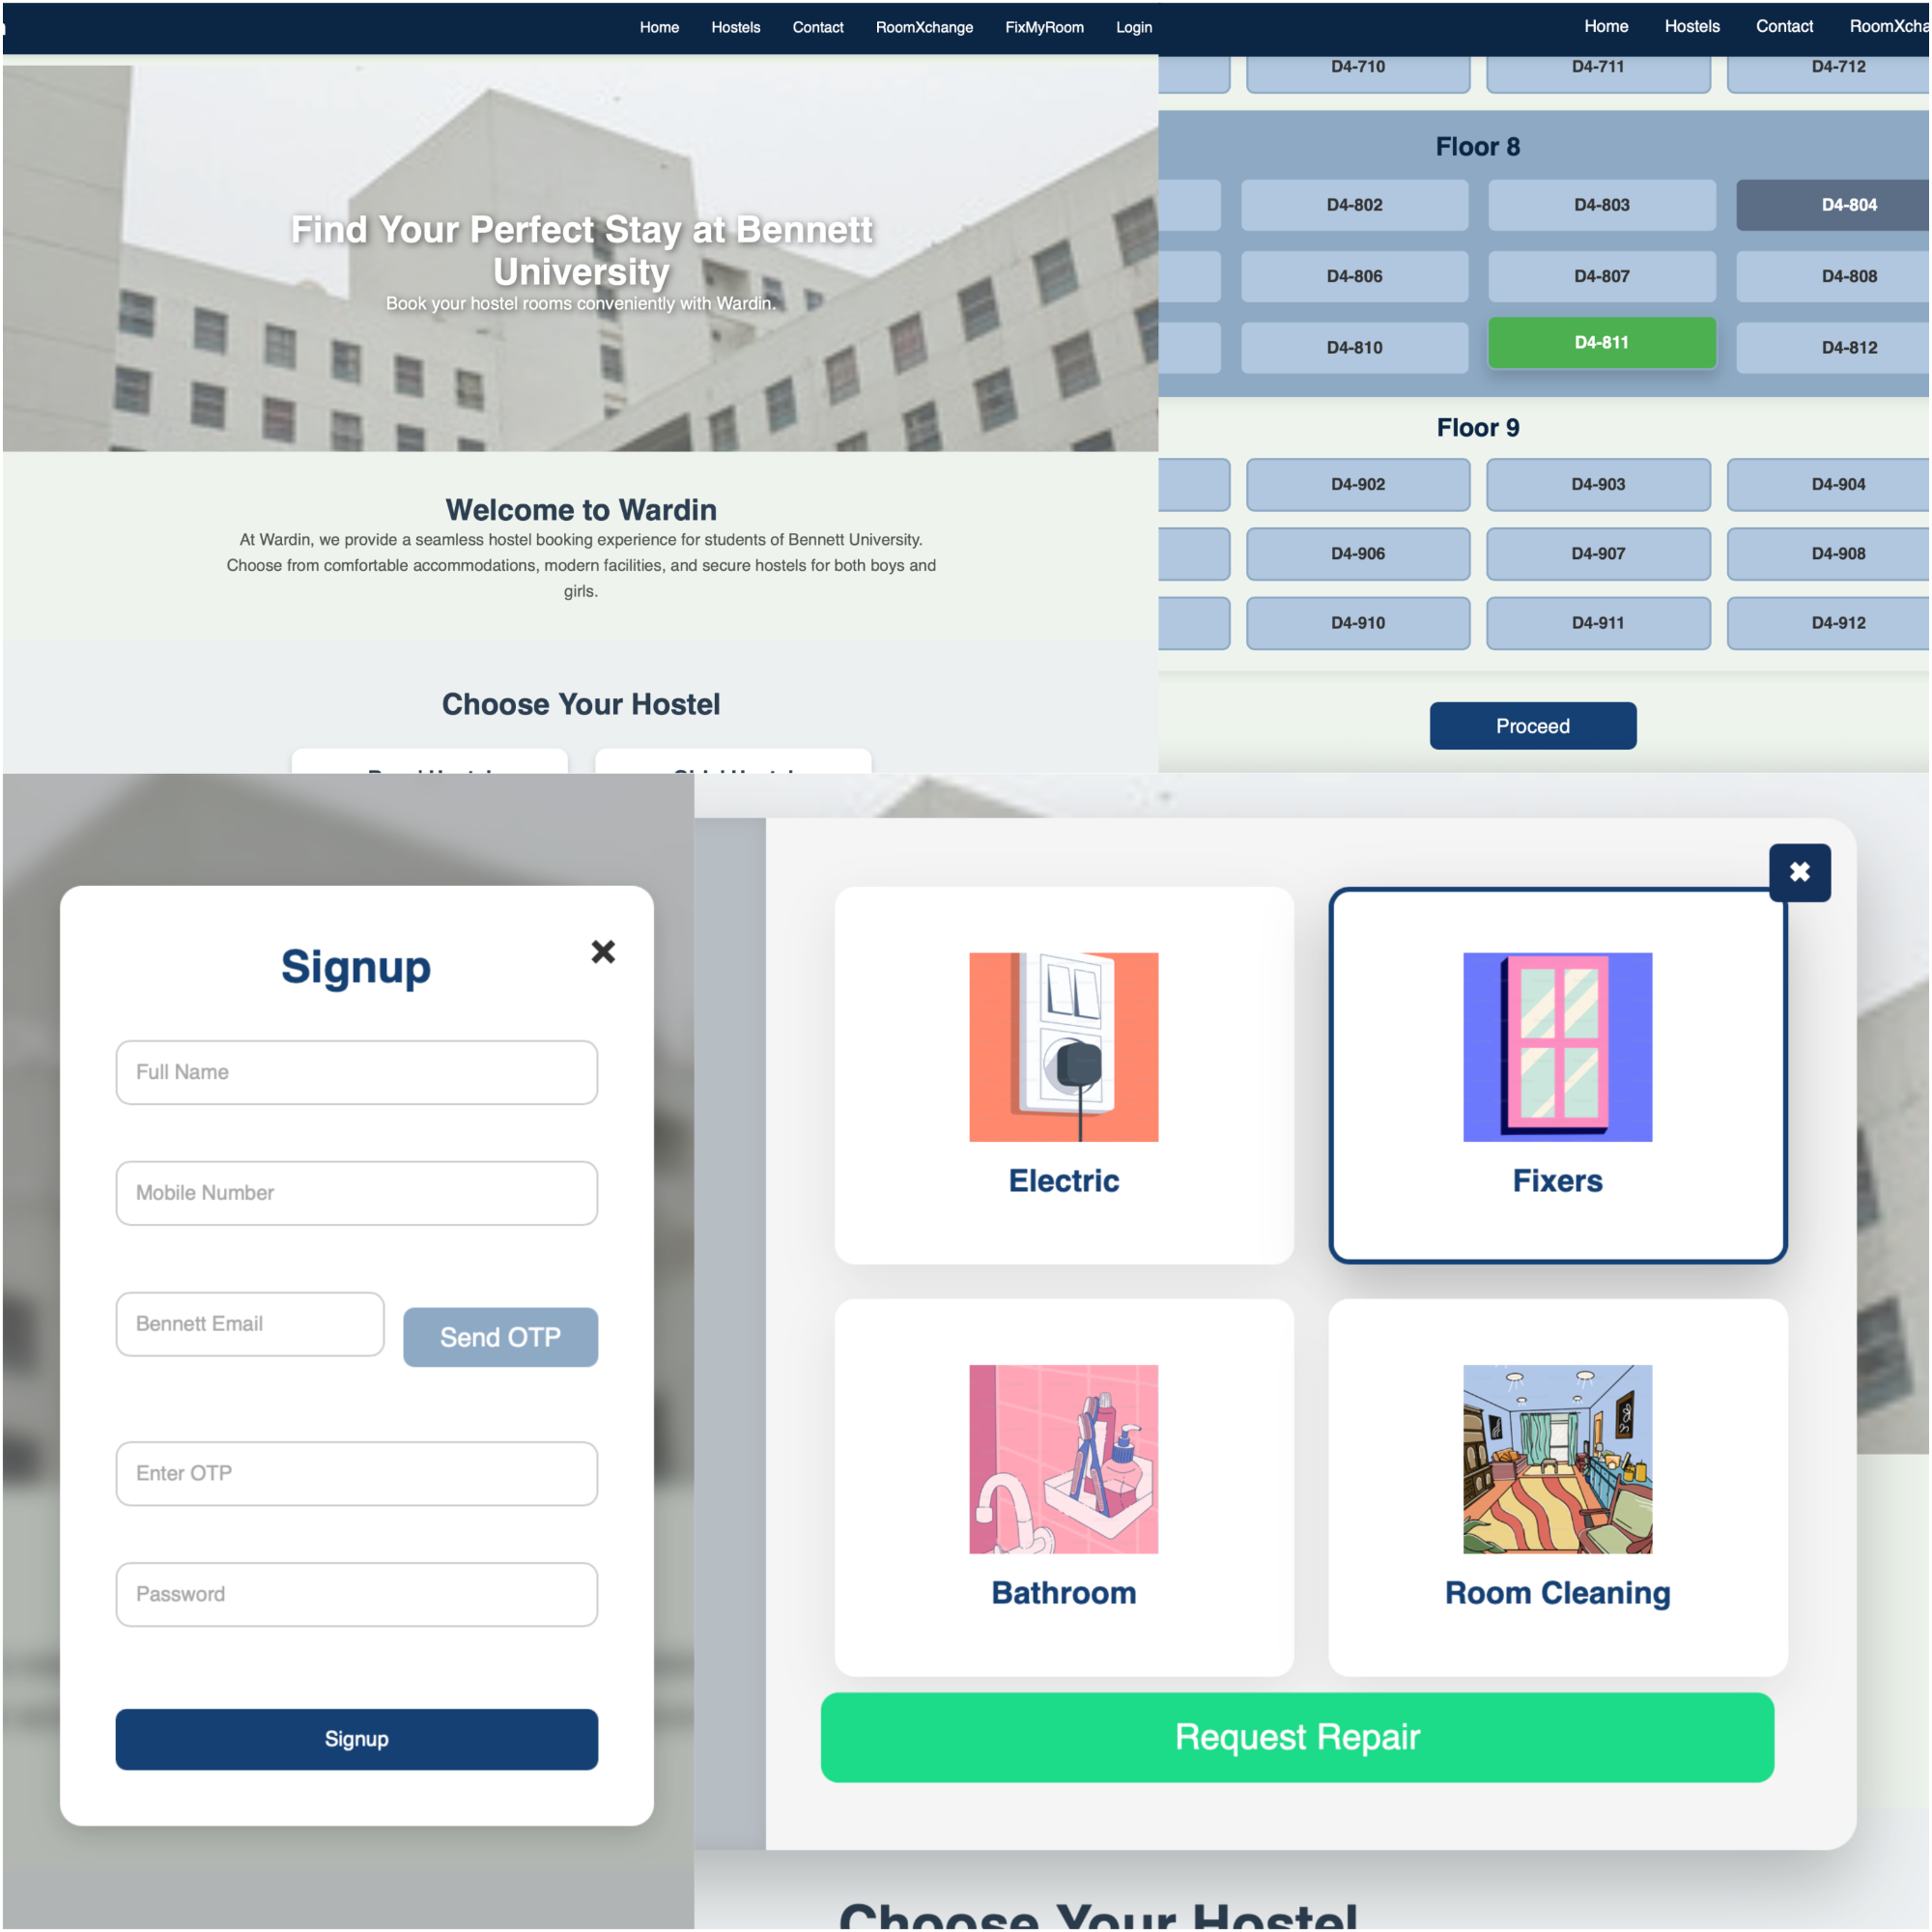 Home Hostels Contact RoomXchange FixMyRoom Login
Find Your Perfect Stay at Bennett
University
Book your hostel rooms conveniently with Wardin.
Welcome to Wardin
At Wardin, we provide a seamless hostel booking experience for students of Bennett University.
Choose from comfortable accommodations, modern facilities, and secure hostels for both boys and
girls.
Choose Your Hostel
Home Hostels Contact RoomXcha
D4-710 D4-711 D4-712
Floor 8
D4-802 D4-803 D4-804
D4-806 D4-807 D4-808
D4-810 D4-811 D4-812
Floor 9
D4-902 D4-903 D4-904
D4-906 D4-907 D4-908
D4-910 D4-911 D4-912
Proceed
Signup
Full Name
Mobile Number
Bennett Email Send OTP
Enter OTP
Password
Signup
Electric Fixers
Bathroom Room Cleaning
Request Repair
Choose Your Hostel